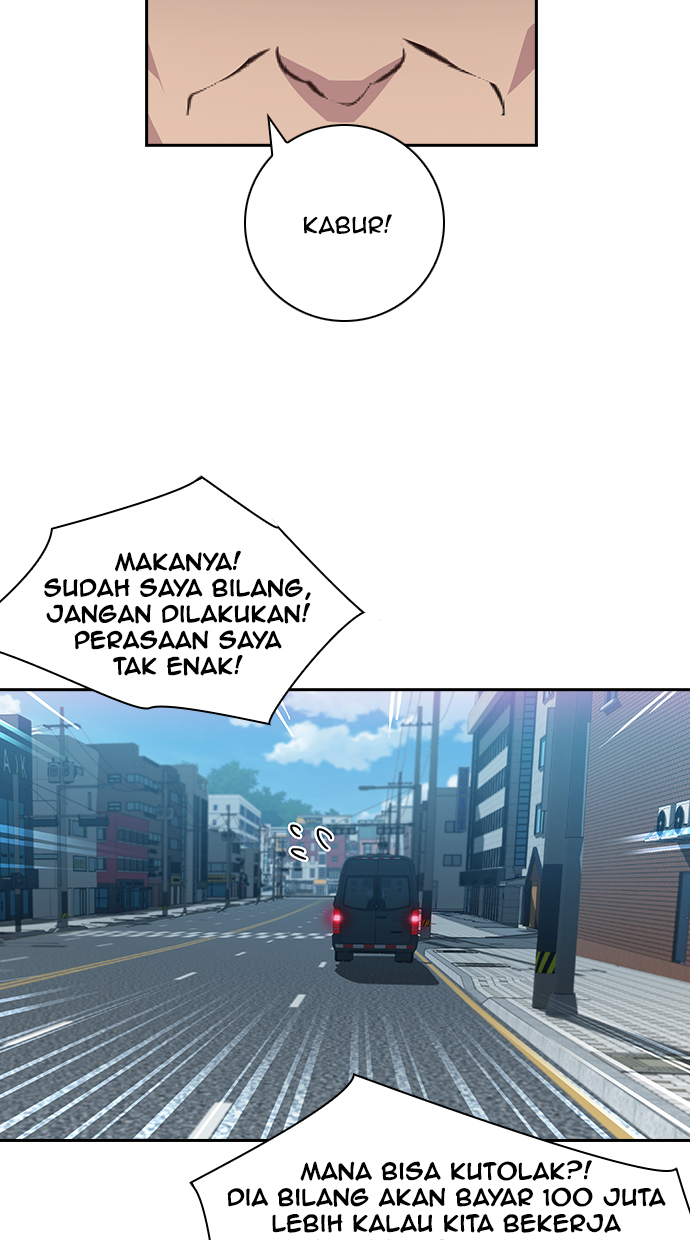 KABUR!
MAKANYA!
SUDAH SAYA BILANG,
JANGAN DILAKUKAN!
PERASAAN SAYA
TAK ENAK!
MANA BISA KUTOLAK?!
DIA BILANG AKAN BAYAR 100 JUTA
LEBIH KALAU KITA BEKERJA